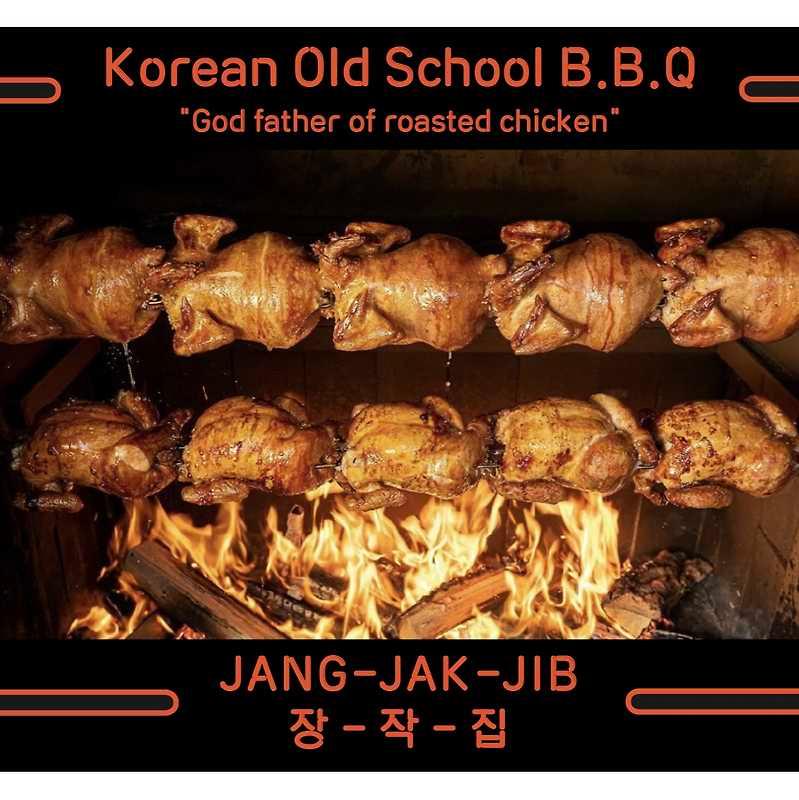 Korean Old School B.B.Q
"God father of roasted chicken"
JANG-JAK-JIB
장-작-집